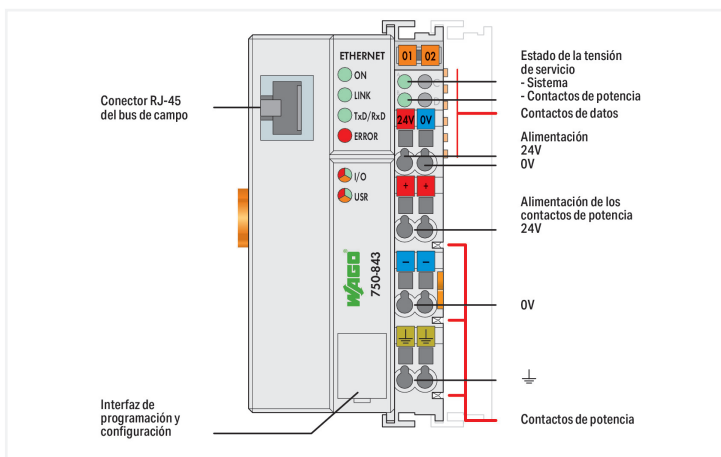 Conector RJ-45
del bus de campo
Interfaz de
programación y
configuración
ETHERNET
ON
LINK
TxD/RxD
ERROR
I/O
USR
WAGO
750-843
01 02
24V 0V
+ +
− −
Estado de la tensión
de servicio
- Sistema
- Contactos de potencia
Contactos de datos
Alimentación
24V
0V
Alimentación de los
contactos de potencia
24V
0V
Contactos de potencia